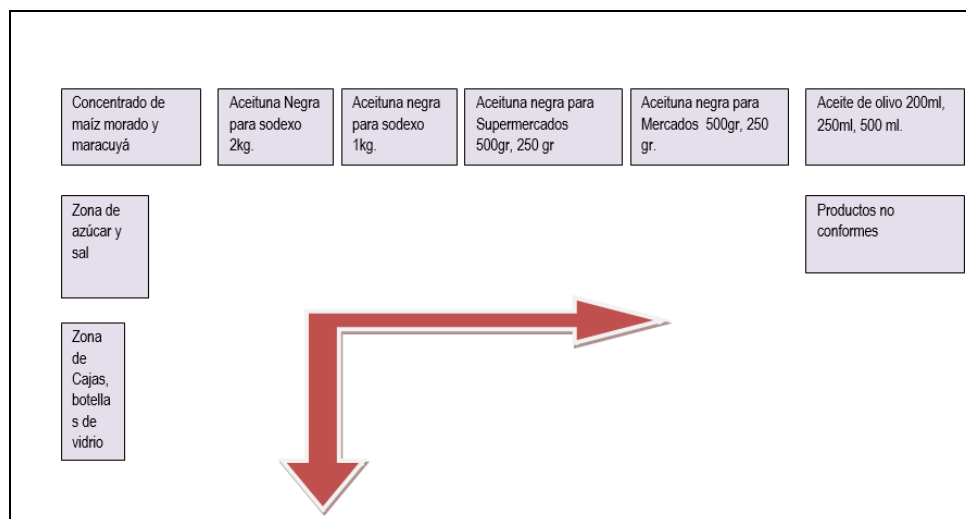 Concentrado de
maíz morado y
maracuyá
Aceituna Negra
para sodexo
2kg.
Aceituna negra
para sodexo
1kg.
Aceituna negra para
Supermercados
500gr, 250 gr
Aceituna negra para
Mercados  500gr, 250
gr.
Aceite de olivo 200ml,
250ml, 500 ml.
Zona de
azúcar y
sal
Productos no
conformes
Zona
de
Cajas,
botella
s de
vidrio